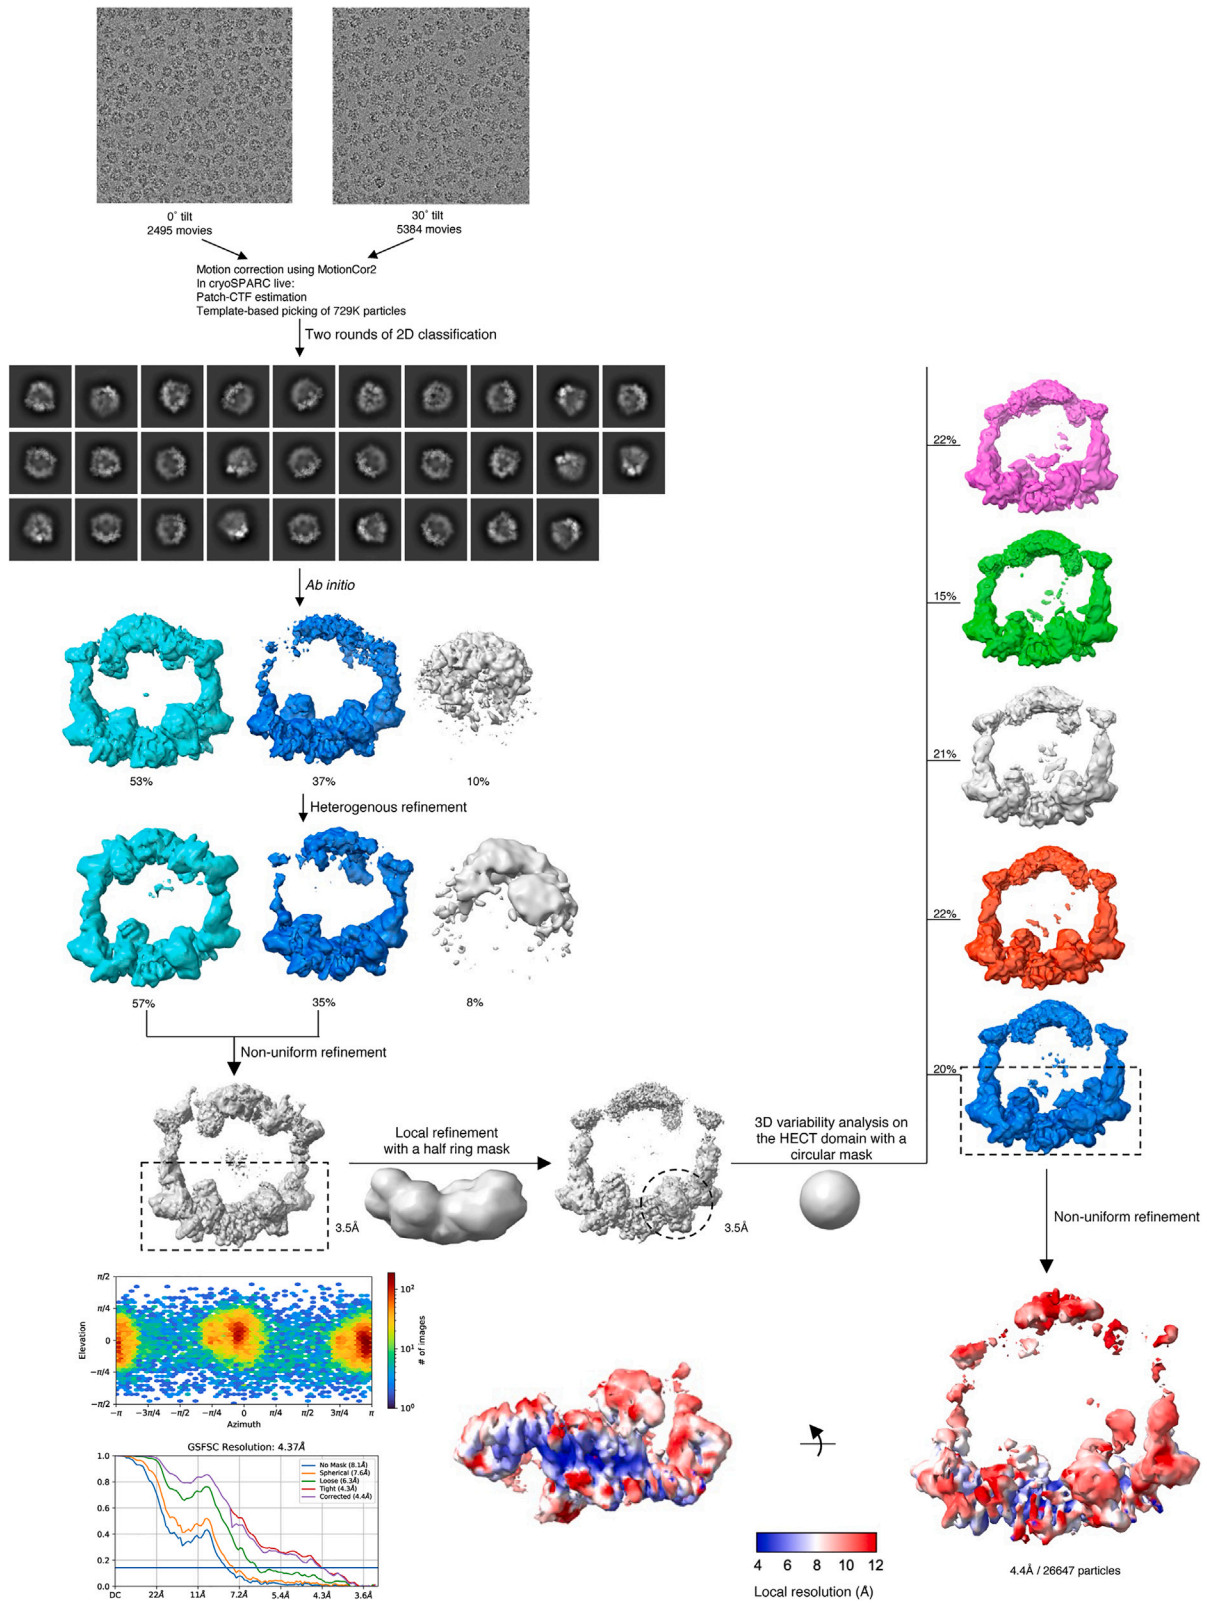 0° tilt
2495 movies
30° tilt
5384 movies
Motion correction using MotionCor2
In cryoSPARC live:
Patch-CTF estimation
Template-based picking of 729K particles
Two rounds of 2D classification
Ab initio
53%
37%
10%
Heterogenous refinement
57%
35%
8%
Non-uniform refinement
3.5Å
Local refinement
with a half ring mask
3.5Å
3D variability analysis on
the HECT domain with a
circular mask
22%
15%
21%
22%
20%
Non-uniform refinement
π/2
π/4
0
−π/4
−π/2
Elevation
−π
−3π/4
−π/2
−π/4
0
π/4
π/2
3π/4
π
Azimuth
10²
10¹
10⁰
# of images
GSFSC Resolution: 4.37Å
No Mask (8.1Å)
Spherical (7.6Å)
Loose (6.3Å)
Tight (4.3Å)
Corrected (4.4Å)
1.0
0.8
0.6
0.4
0.2
0.0
DC
22Å
11Å
7.2Å
5.4Å
4.3Å
3.6Å
4 6 8 10 12
Local resolution (Å)
4.4Å / 26647 particles